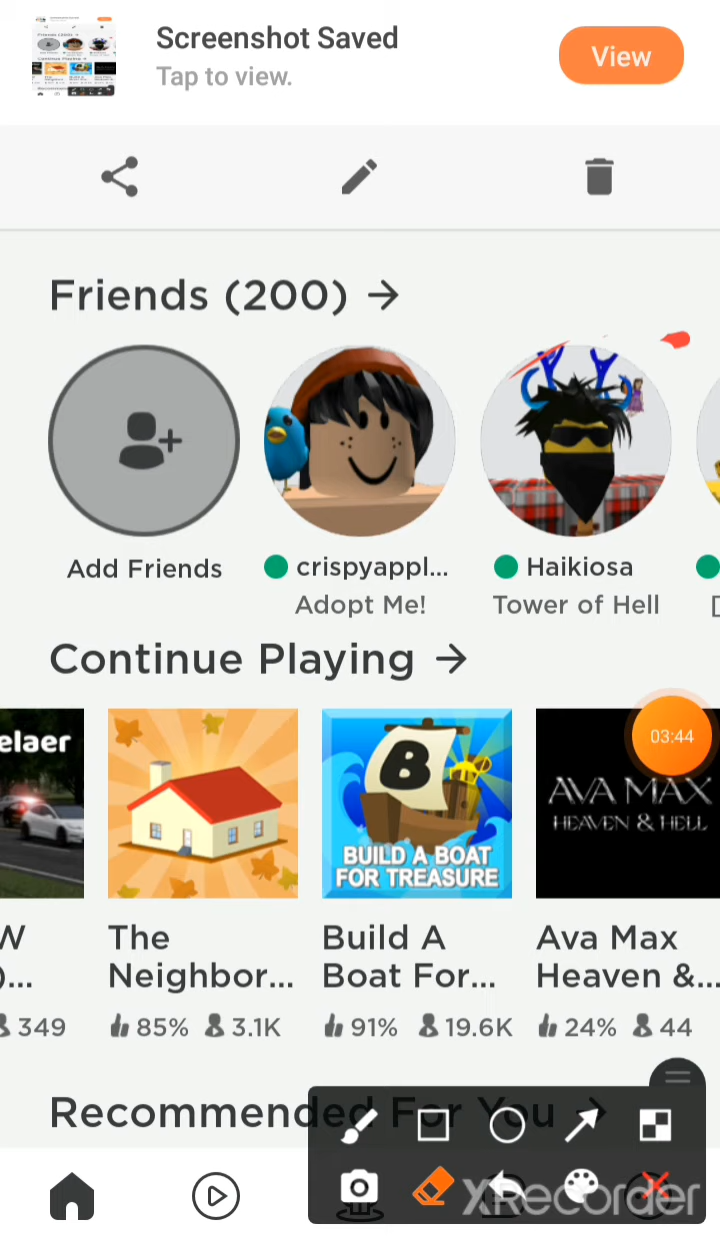 Screenshot Saved
Tap to view.
View
Friends (200) →
Add Friends
crispyappl...
Adopt Me!
Haikiosa
Tower of Hell
Continue Playing →
elaer
BUILD A BOAT
FOR TREASURE
AVA MAX
HEAVEN & HELL
03:44
W
)...
349
The
Neighbor...
85% 3.1K
Build A
Boat For...
91% 19.6K
Ava Max
Heaven &...
24% 44
Recommended For You →
XRecorder